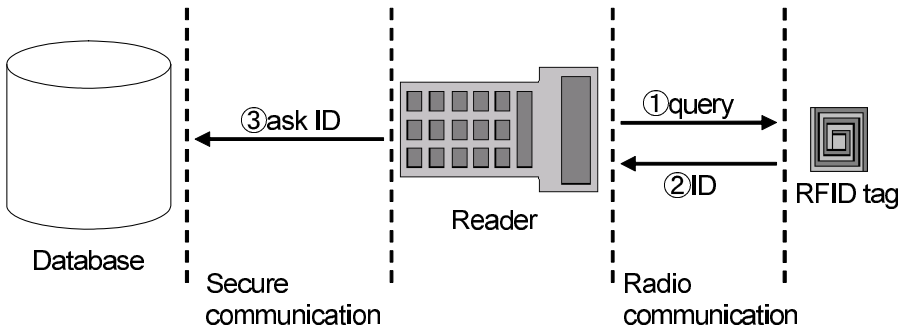 ①query
③ask ID
②ID
RFID tag
Reader
Database
Secure
communication
Radio
communication